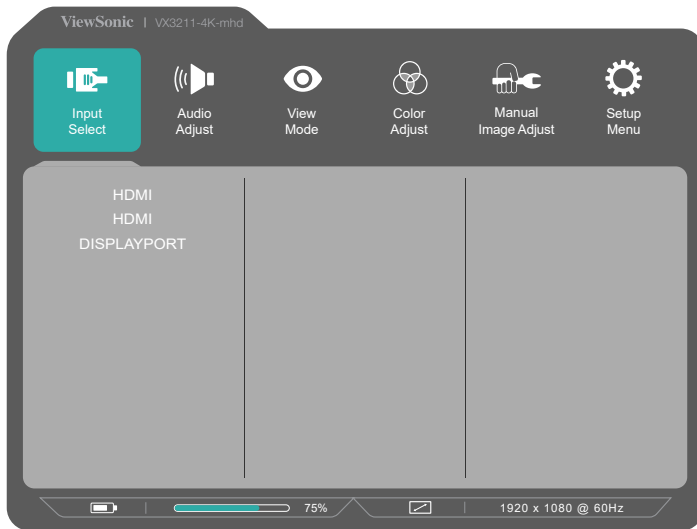 ViewSonic | VX3211-4K-mhd
Input
Select
Audio
Adjust
View
Mode
Color
Adjust
Manual
Image Adjust
Setup
Menu
HDMI
HDMI
DISPLAYPORT
75%
1920 x 1080 @ 60Hz